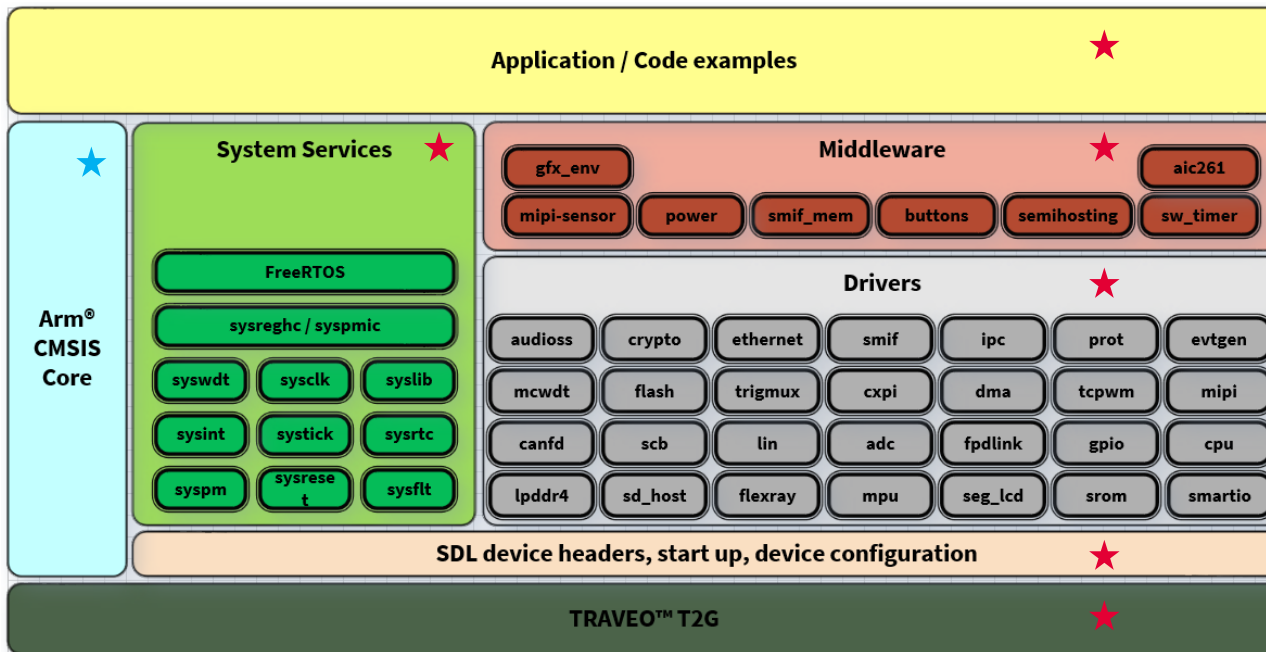 Application / Code examples
Arm®
CMSIS
Core
System Services
FreeRTOS
sysreghc / syspmic
syswdt sysclk syslib
sysint systick sysrtc
syspm sysrese
t sysflt
Middleware
gfx_env aic261
mipi-sensor power smif_mem buttons semihosting sw_timer
Drivers
audioss crypto ethernet smif ipc prot evtgen
mcwdt flash trigmux cxpi dma tcpwm mipi
canfd scb lin adc fpdlink gpio cpu
lpddr4 sd_host flexray mpu seg_lcd srom smartio
SDL device headers, start up, device configuration
TRAVEO™ T2G